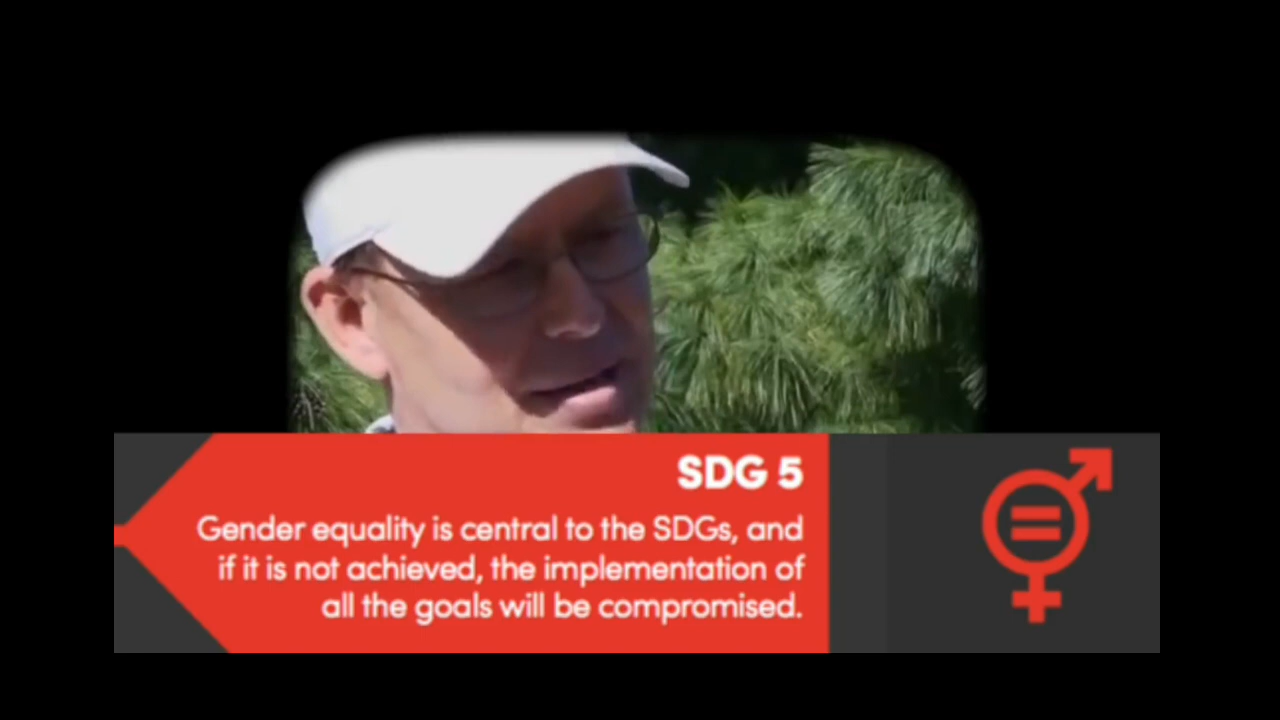 SDG 5
Gender equality is central to the SDGs, and
if it is not achieved, the implementation of
all the goals will be compromised.